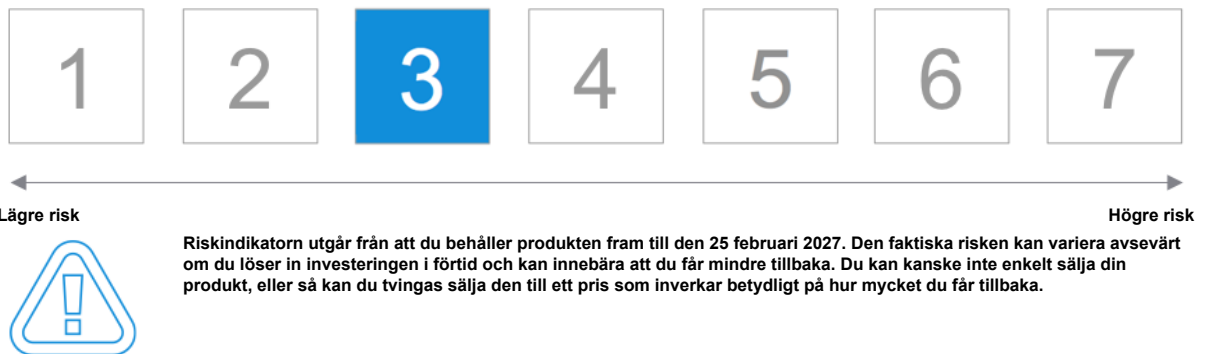 1 2 3 4 5 6 7
Lägre risk Högre risk
Riskindikatorn utgår från att du behåller produkten fram till den 25 februari 2027. Den faktiska risken kan variera avsevärt
om du löser in investeringen i förtid och kan innebära att du får mindre tillbaka. Du kan kanske inte enkelt sälja din
produkt, eller så kan du tvingas sälja den till ett pris som inverkar betydligt på hur mycket du får tillbaka.